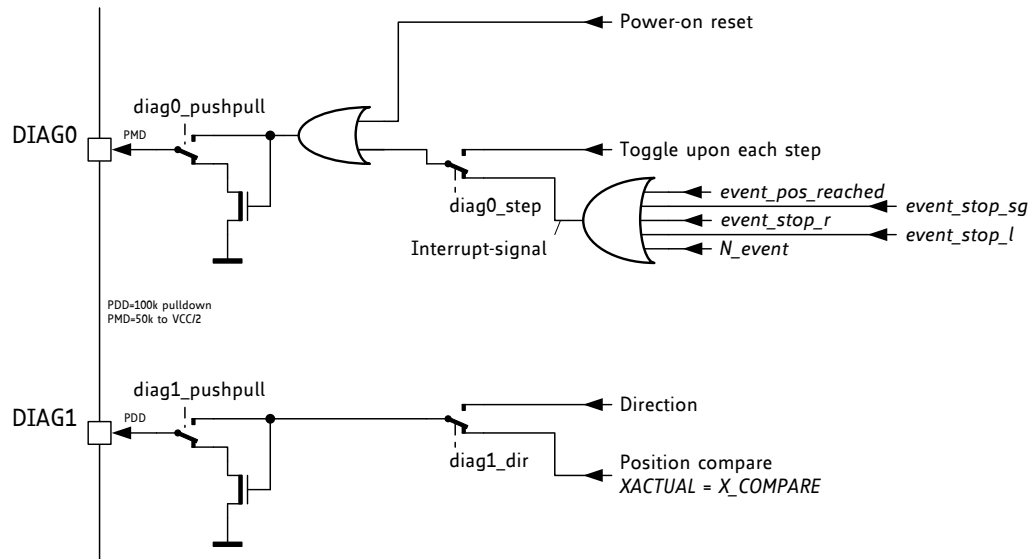 Power-on reset
diag0_pushpull
DIAG0
PMD
Toggle upon each step
diag0_step
event_pos_reached
event_stop_sg
event_stop_r
event_stop_l
Interrupt-signal
N_event
PDD=100k pulldown
PMD=50k to VCC/2
diag1_pushpull
DIAG1
PDD
Direction
diag1_dir
Position compare
XACTUAL = X_COMPARE